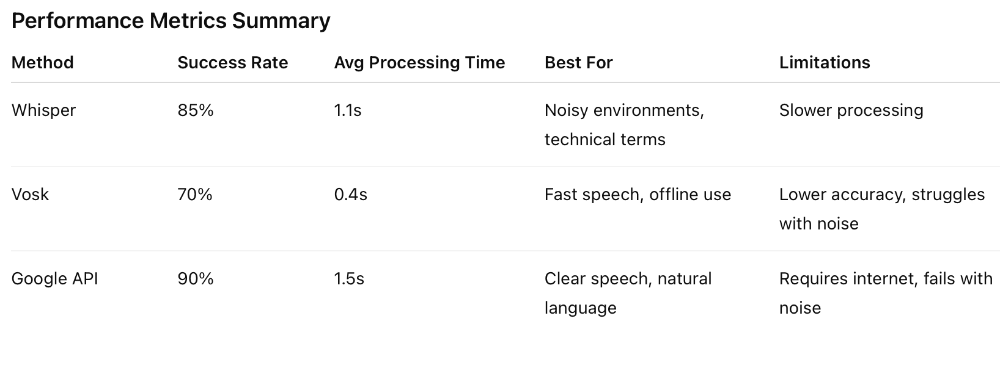 Performance Metrics Summary
Method Success Rate Avg Processing Time Best For Limitations
Whisper 85% 1.1s Noisy environments, Slower processing
technical terms
Vosk 70% 0.4s Fast speech, offline use Lower accuracy, struggles
with noise
Google API 90% 1.5s Clear speech, natural Requires internet, fails with
language noise